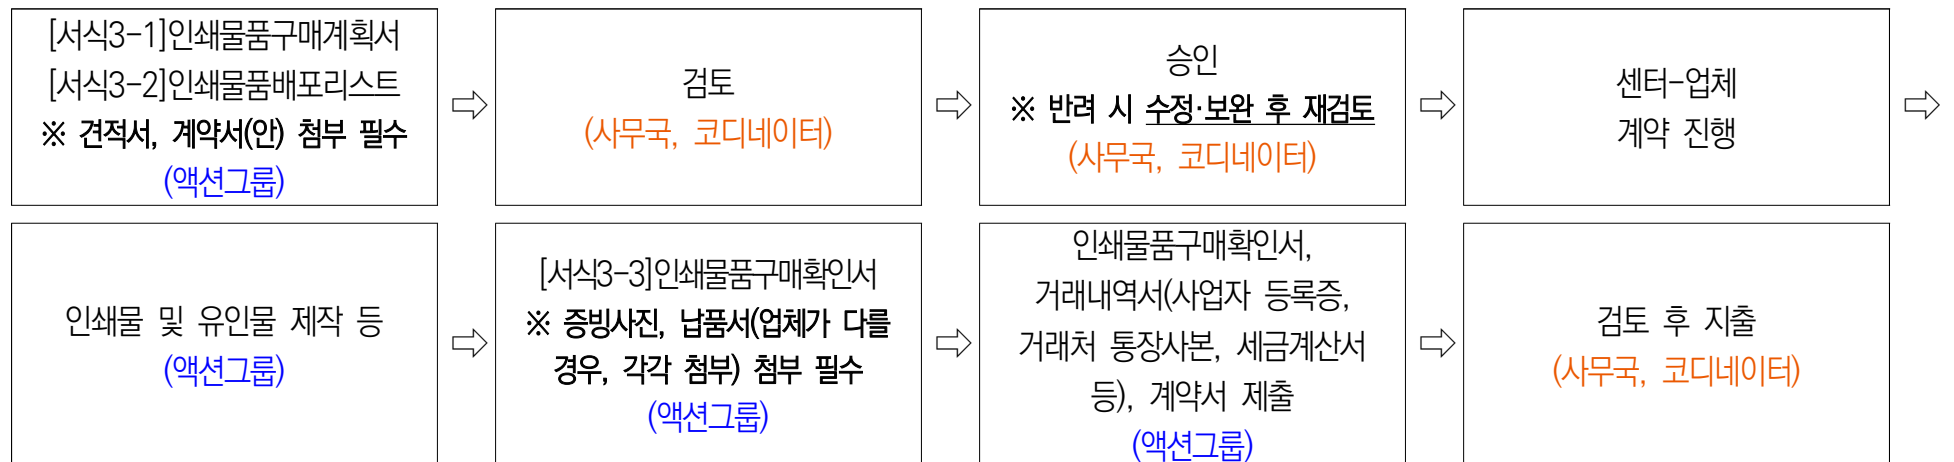 [서식3-1]인쇄물품구매계획서
[서식3-2]인쇄물품배포리스트
※ 견적서, 계약서(안) 첨부 필수
(액션그룹)
⇨
검토
(사무국, 코디네이터)
⇨
승인
※ 반려 시 수정·보완 후 재검토
(사무국, 코디네이터)
⇨
센터-업체
계약 진행
⇨
인쇄물 및 유인물 제작 등
(액션그룹)
⇨
[서식3-3]인쇄물품구매확인서
※ 증빙사진, 납품서(업체가 다를
경우, 각각 첨부) 첨부 필수
(액션그룹)
⇨
인쇄물품구매확인서,
거래내역서(사업자 등록증,
거래처 통장사본, 세금계산서
등), 계약서 제출
(액션그룹)
⇨
검토 후 지출
(사무국, 코디네이터)